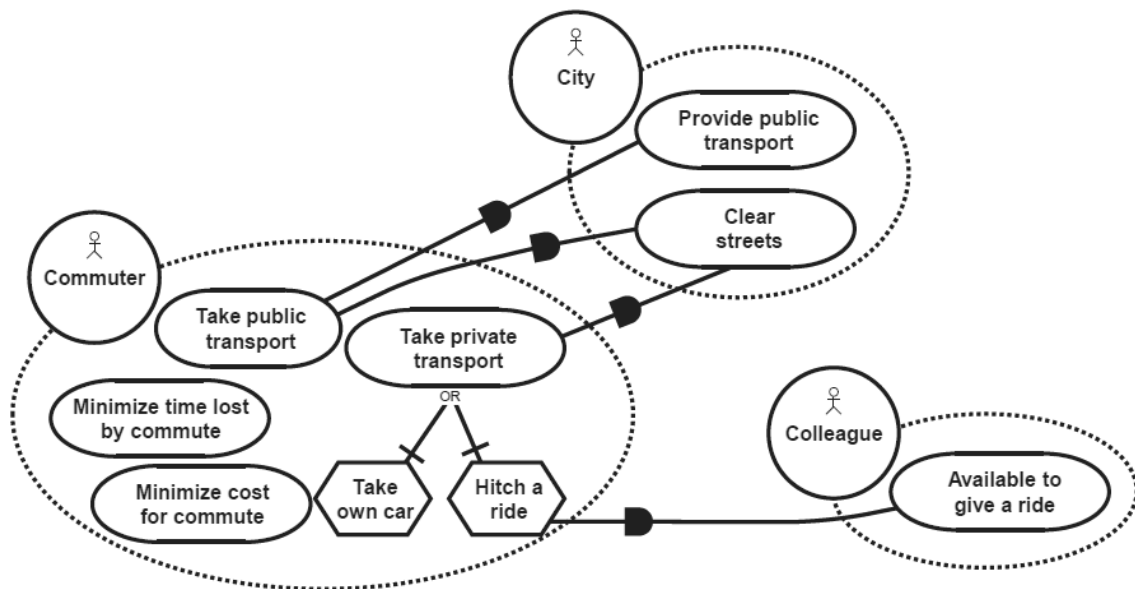 City
Provide public
transport
Clear
streets
Commuter
Take public
transport
Take private
transport
OR
Minimize time lost
by commute
Minimize cost
for commute
Take
own car
Hitch a
ride
Colleague
Available to
give a ride